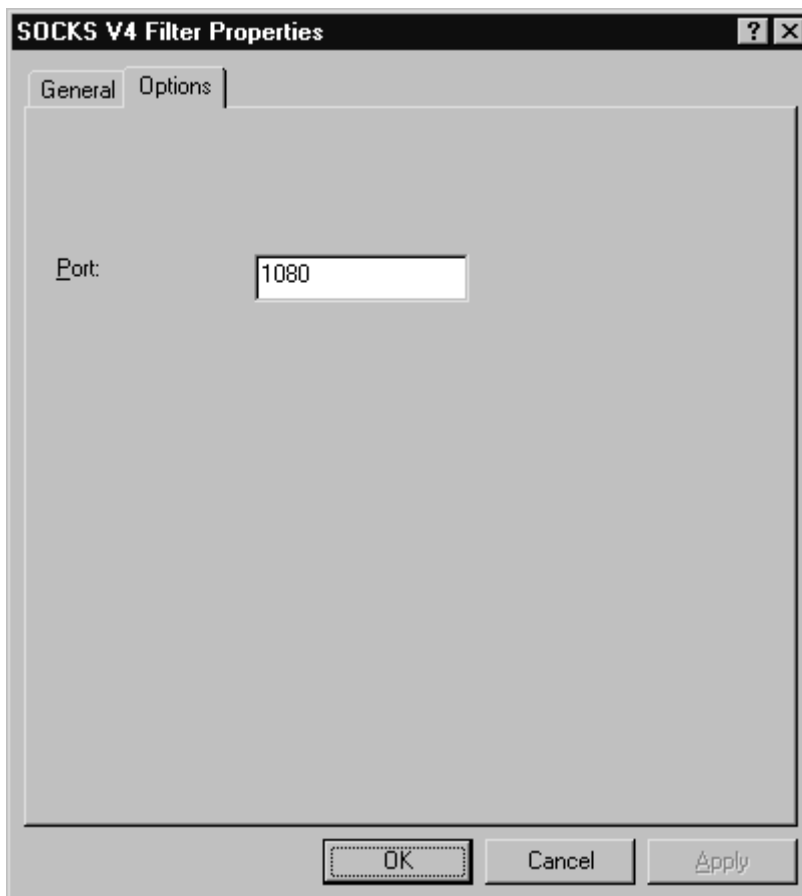 SOCKS V4 Filter Properties
General Options
Port: 1080
OK Cancel Apply